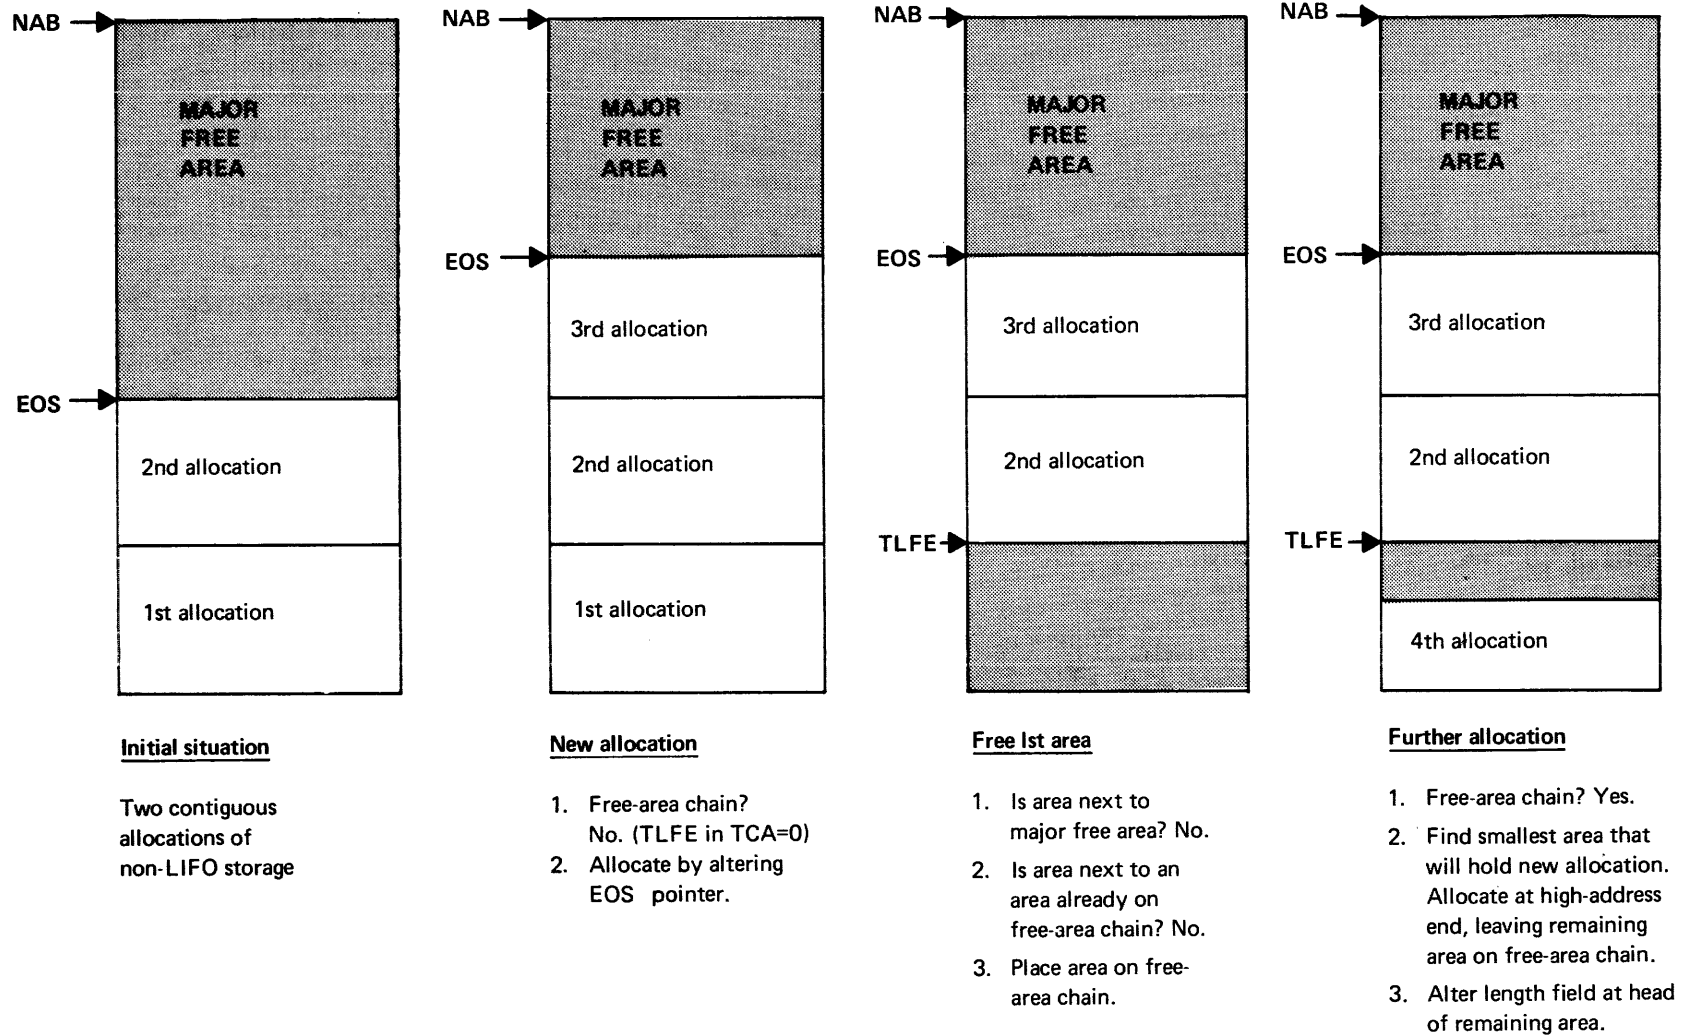 NAB
MAJOR
FREE
AREA
EOS
2nd allocation
1st allocation
Initial situation
Two contiguous
allocations of
non-LIFO storage
NAB
MAJOR
FREE
AREA
EOS
3rd allocation
2nd allocation
1st allocation
New allocation
1. Free-area chain?
No. (TLFE in TCA=0)
2. Allocate by altering
EOS pointer.
NAB
MAJOR
FREE
AREA
EOS
3rd allocation
2nd allocation
TLFE
Free Ist area
1. Is area next to
major free area? No.
2. Is area next to an
area already on
free-area chain? No.
3. Place area on free-
area chain.
NAB
MAJOR
FREE
AREA
EOS
3rd allocation
2nd allocation
TLFE
4th allocation
Further allocation
1. Free-area chain? Yes.
2. Find smallest area that
will hold new allocation.
Allocate at high-address
end, leaving remaining
area on free-area chain.
3. Alter length field at head
of remaining area.